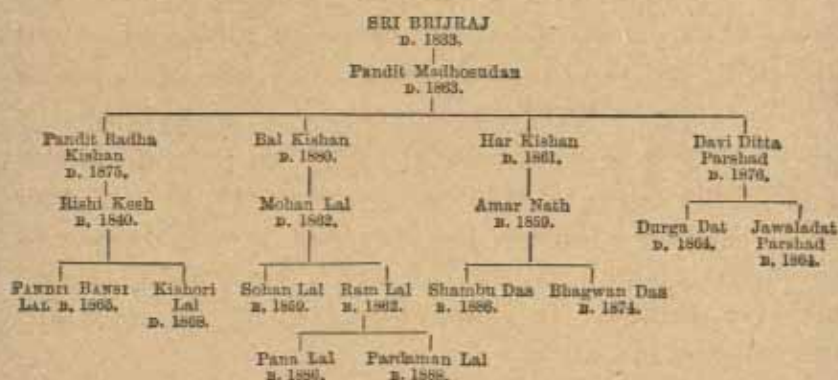 SRI BRIJRAJ
D. 1833.
Pandit Madhosudan
D. 1863.
Pandit Radha
Kishan
D. 1875.
Bal Kishan
D. 1880.
Har Kishan
D. 1861.
Davi Ditta
Parshad
D. 1876.
Rishi Kesh
B. 1840.
Mohan Lal
D. 1862.
Amar Nath
B. 1859.
Durga Dat
D. 1864.
Jawaladat
Parshad
B. 1864.
PANDIT BANSI
LAL B. 1865.
Kishori
Lal
D. 1868.
Sohan Lal
B. 1859.
Ram Lal
B. 1862.
Shambu Das
B. 1886.
Bhagwan Das
B. 1874.
Pana Lal
B. 1886.
Pardaman Lal
B. 1888.